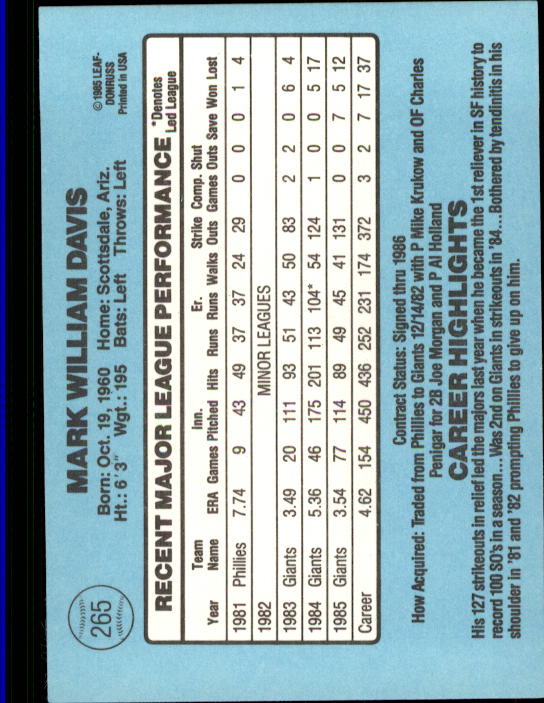 265
MARK WILLIAM DAVIS
©1985 LEAF-
DONRUSS
Printed in USA
Born: Oct. 19, 1960 Home: Scottsdale, Ariz.
Ht.: 6'3" Wgt.: 195 Bats: Left Throws: Left
RECENT MAJOR LEAGUE PERFORMANCE *Denotes Led League
Team Inn. Er. Strike Comp. Shut
Year Name ERA Games Pitched Hits Runs Runs Walks Outs Games Outs Save Won Lost
1981 Phillies 7.74 9 43 49 37 37 24 29 0 0 0 1 4
1982 MINOR LEAGUES
1983 Giants 3.49 20 111 93 51 43 50 83 2 2 0 6 4
1984 Giants 5.36 46 175 201 113 104* 54 124 1 0 0 5 17
1985 Giants 3.54 77 114 89 49 45 41 131 0 0 7 5 12
Career 4.62 154 450 436 252 231 174 372 3 2 7 17 37
Contract Status: Signed thru 1986
How Acquired: Traded from Phillies to Giants 12/14/82 with P Mike Krukow and OF Charles
Penigar for 2B Joe Morgan and P Al Holland
CAREER HIGHLIGHTS
His 127 strikeouts in relief led the majors last year when he became the 1st reliever in SF history to
record 100 SO's in a season...Was 2nd on Giants in strikeouts in '84...Bothered by tendinitis in his
shoulder in '81 and '82 prompting Phillies to give up on him.